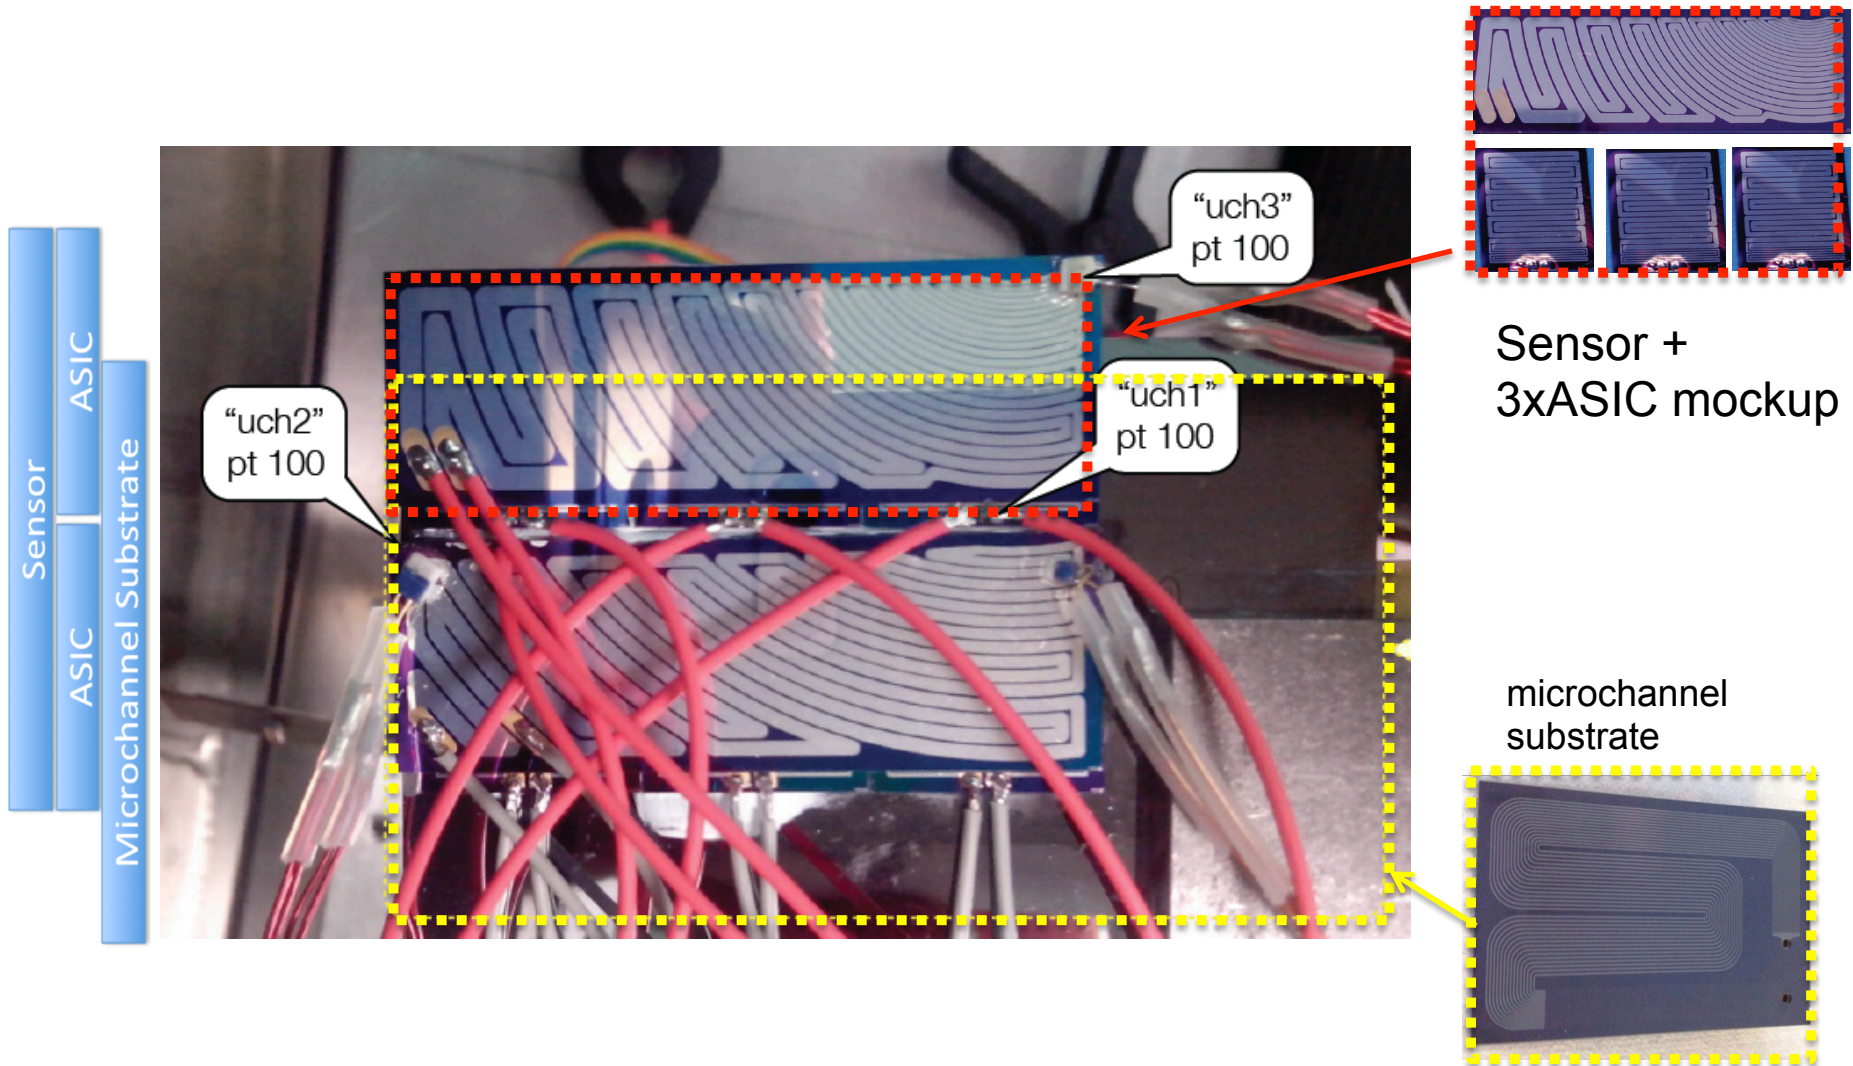 Sensor
ASIC
ASIC
Microchannel Substrate
“uch3”
pt 100
“uch2”
pt 100
“uch1”
pt 100
Sensor +
3xASIC mockup
microchannel
substrate